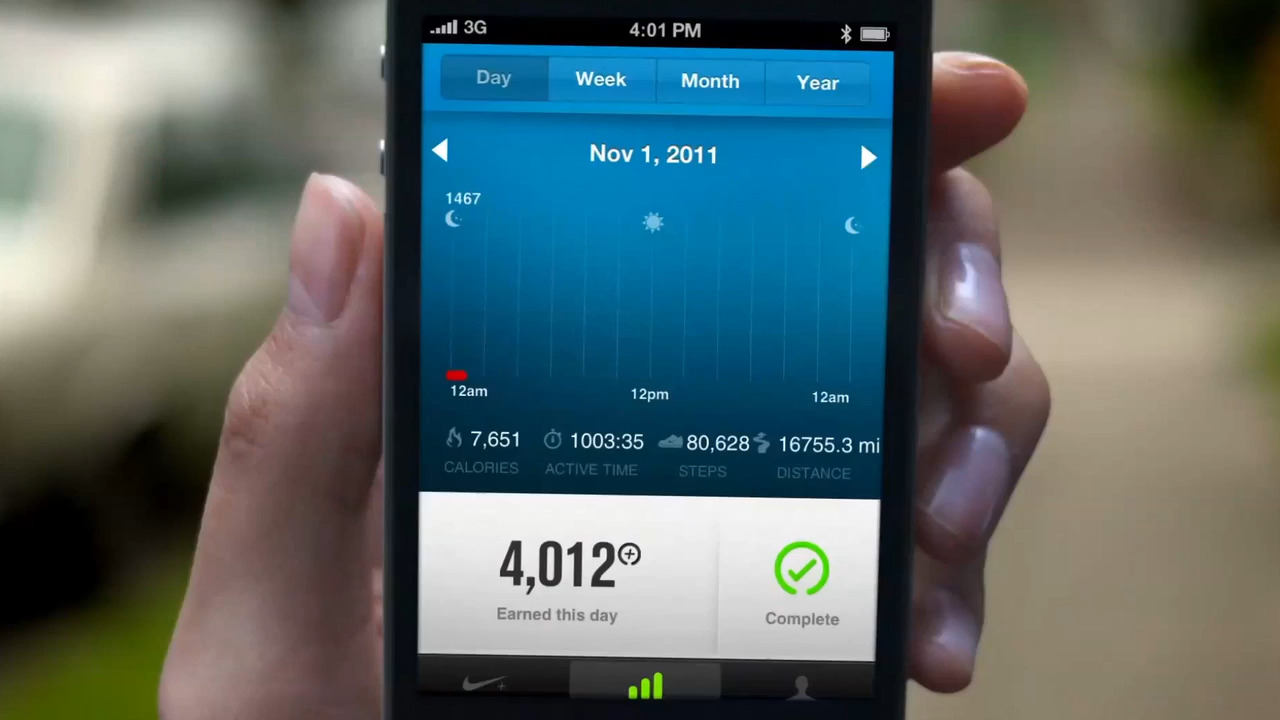 3G 4:01 PM
Day Week Month Year
Nov 1, 2011
1467
12am 12pm 12am
7,651 1003:35 80,628 16755.3 mi
CALORIES ACTIVE TIME STEPS DISTANCE
4,012
Earned this day
Complete